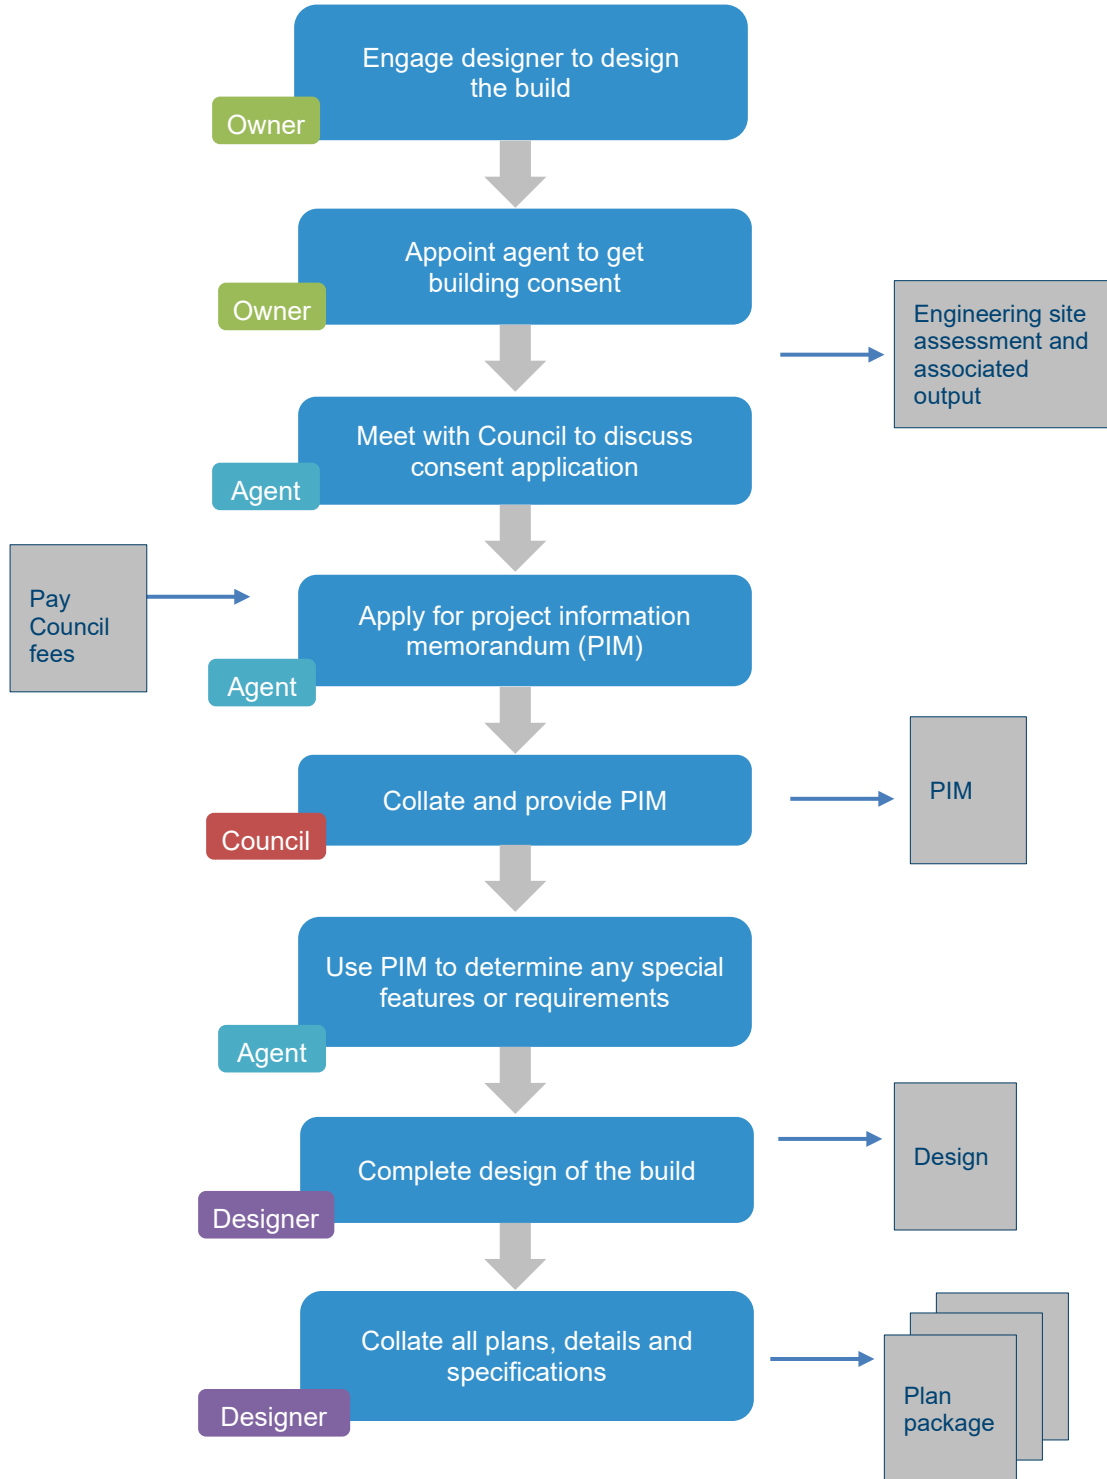 Engage designer to design
the build
Owner
Appoint agent to get
building consent
Owner
Engineering site
assessment and
associated
output
Meet with Council to discuss
consent application
Agent
Pay
Council
fees
Apply for project information
memorandum (PIM)
Agent
Collate and provide PIM
Council
PIM
Use PIM to determine any special
features or requirements
Agent
Complete design of the build
Designer
Design
Collate all plans, details and
specifications
Designer
Plan
package